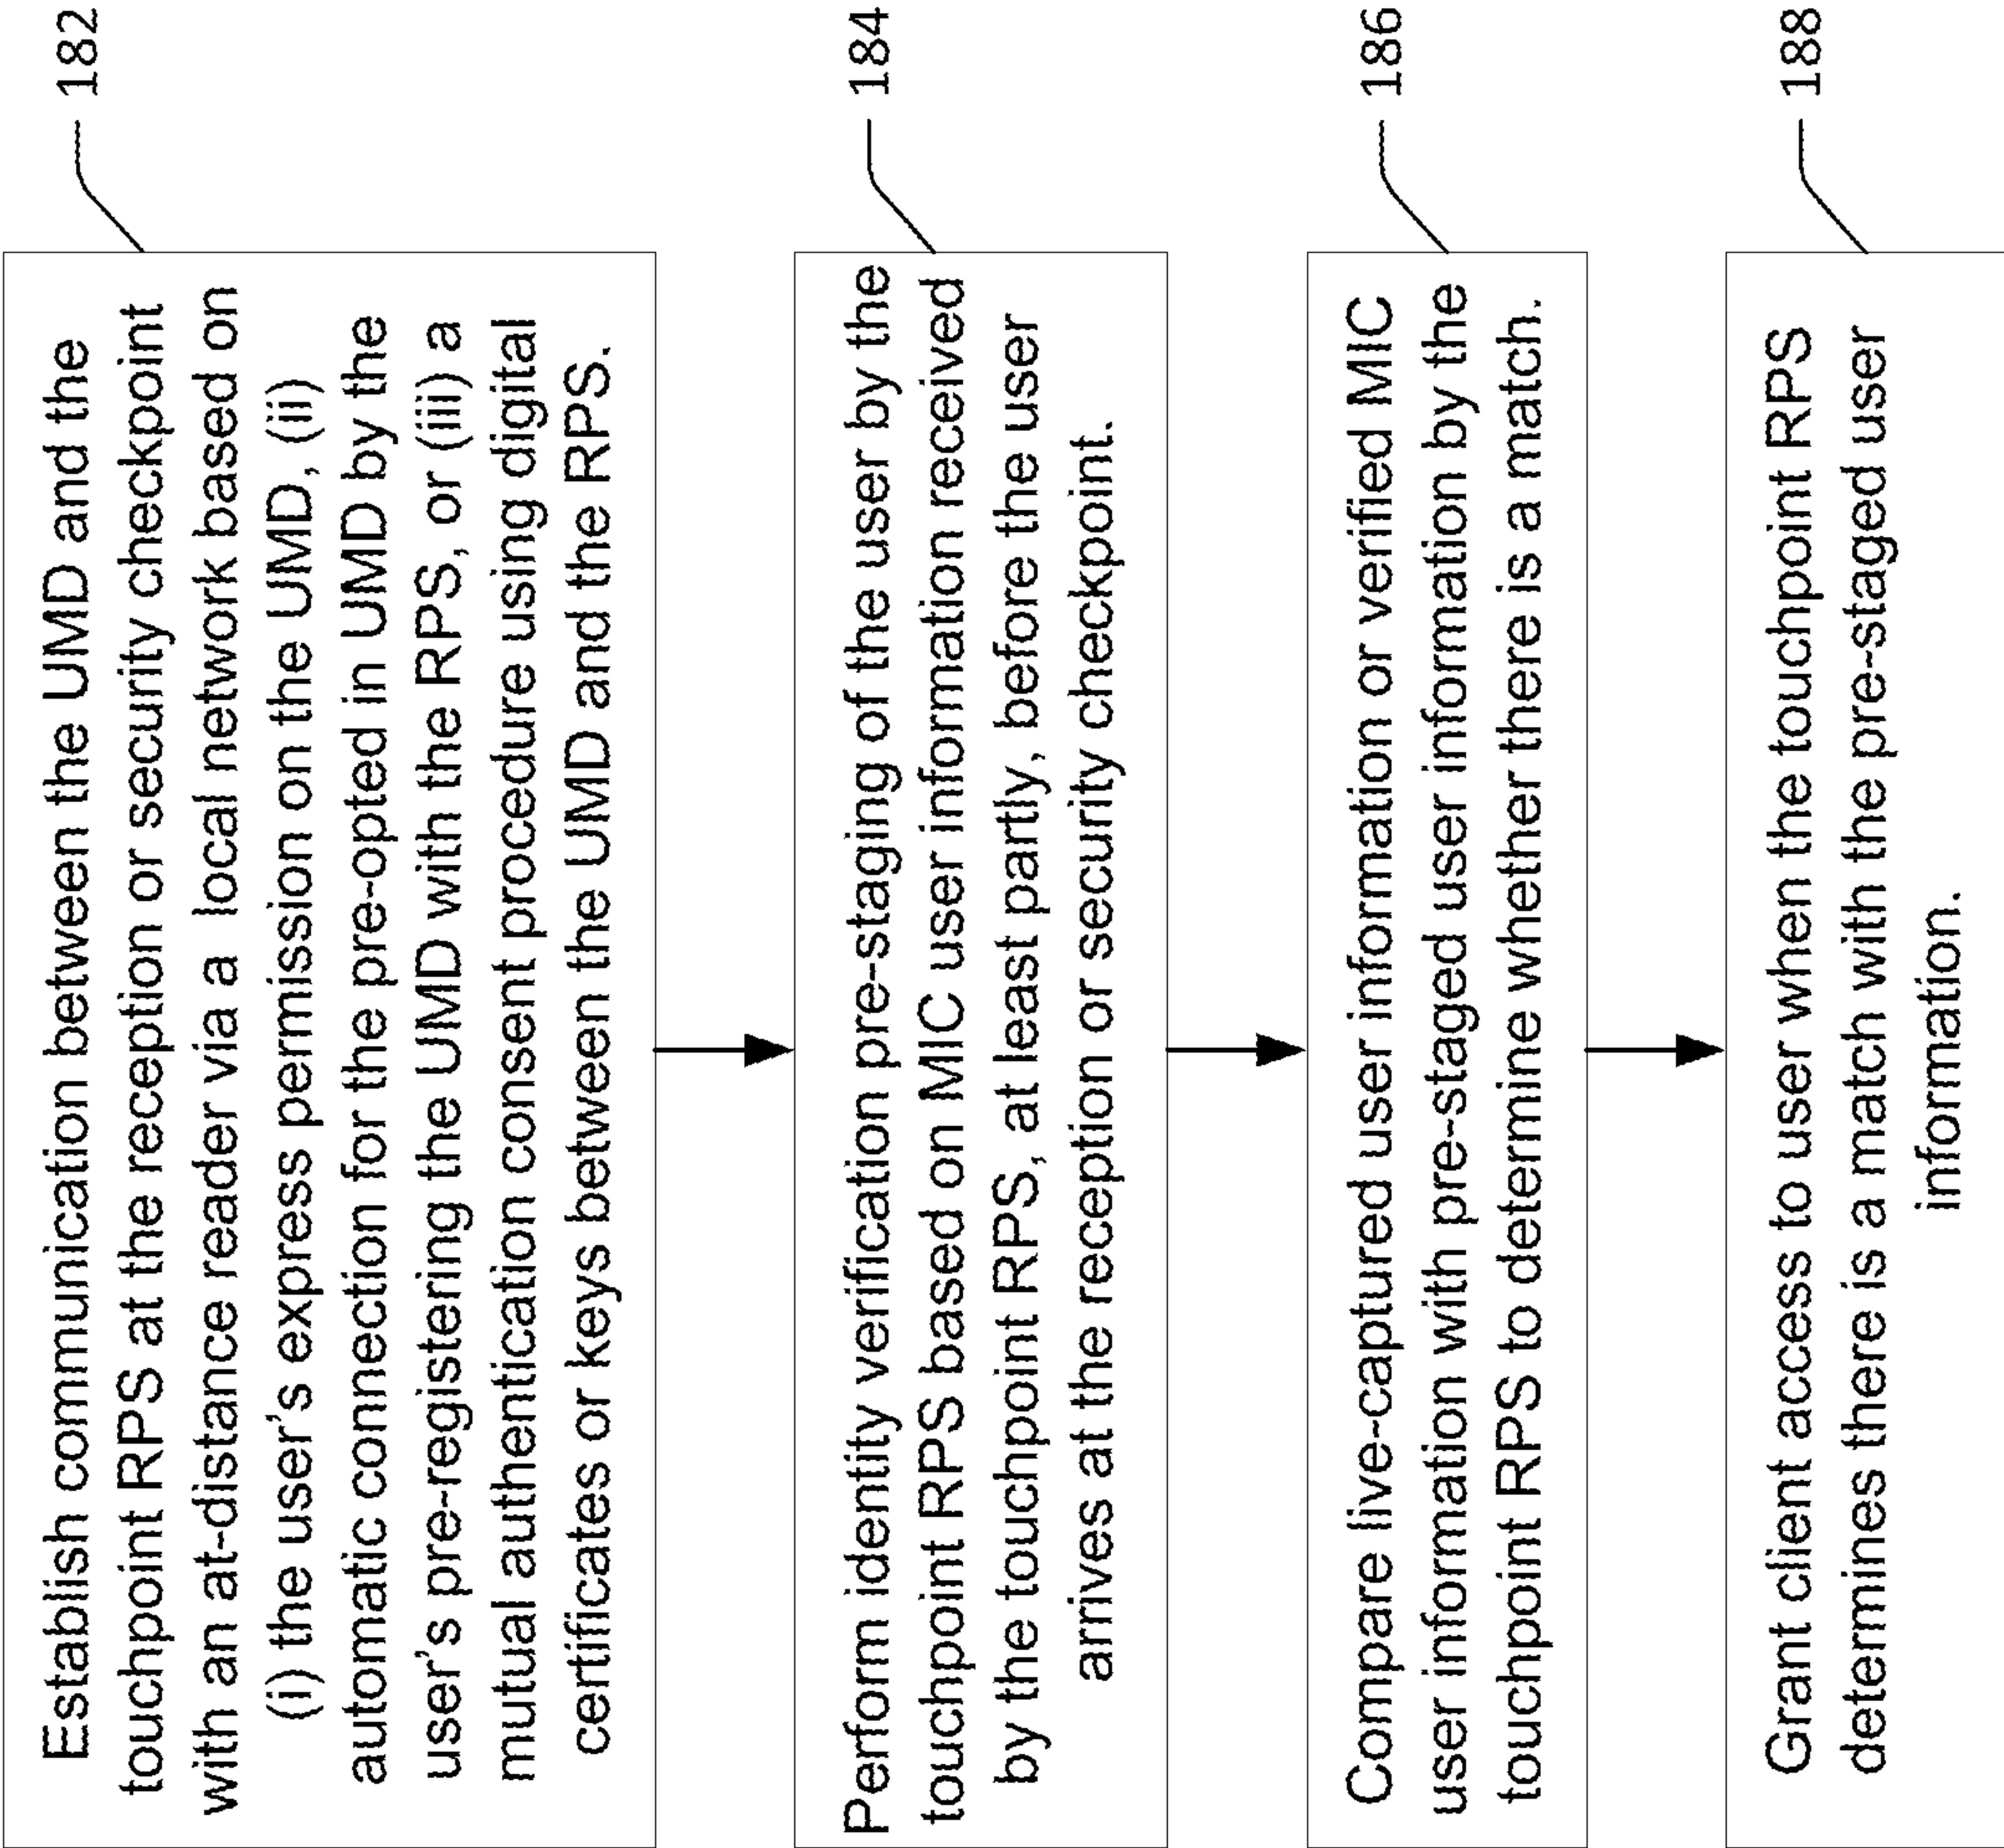 Establish communication between the UMD and the
touchpoint RPS at the reception or security checkpoint
with an at-distance reader via a local network based on
(i) the user's express permission on the UMD, (ii)
automatic connection for the pre-opted in UMD by the
user's pre-registering the UMD with the RPS, or (iii) a
mutual authentication consent procedure using digital
certificates or keys between the UMD and the RPS.
182
Perform identity verification pre-staging of the user by the
touchpoint RPS based on MIC user information received
by the touchpoint RPS, at least partly, before the user
arrives at the reception or security checkpoint.
184
Compare live-captured user information or verified MIC
user information with pre-staged user information by the
touchpoint RPS to determine whether there is a match.
186
Grant client access to user when the touchpoint RPS
determines there is a match with the pre-staged user
information.
188